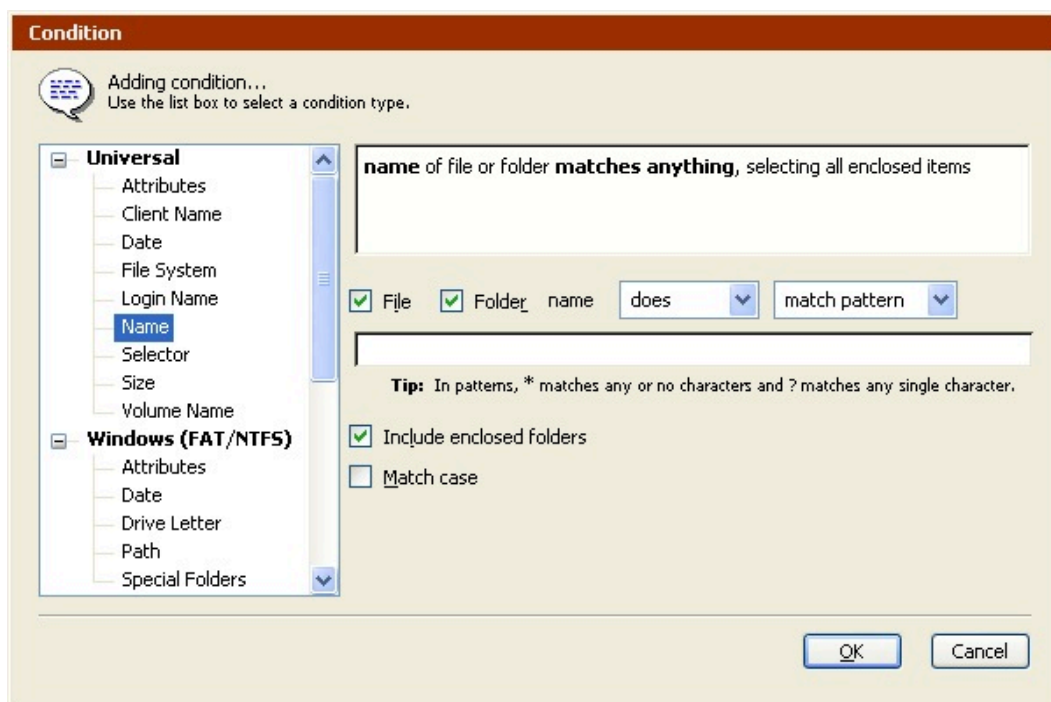 Condition
Adding condition...
Use the list box to select a condition type.
Universal
Attributes
Client Name
Date
File System
Login Name
Name
Selector
Size
Volume Name
Windows (FAT/NTFS)
Attributes
Date
Drive Letter
Path
Special Folders
name of file or folder matches anything, selecting all enclosed items
File Folder name does match pattern
Tip: In patterns, * matches any or no characters and ? matches any single character.
Include enclosed folders
Match case
OK Cancel